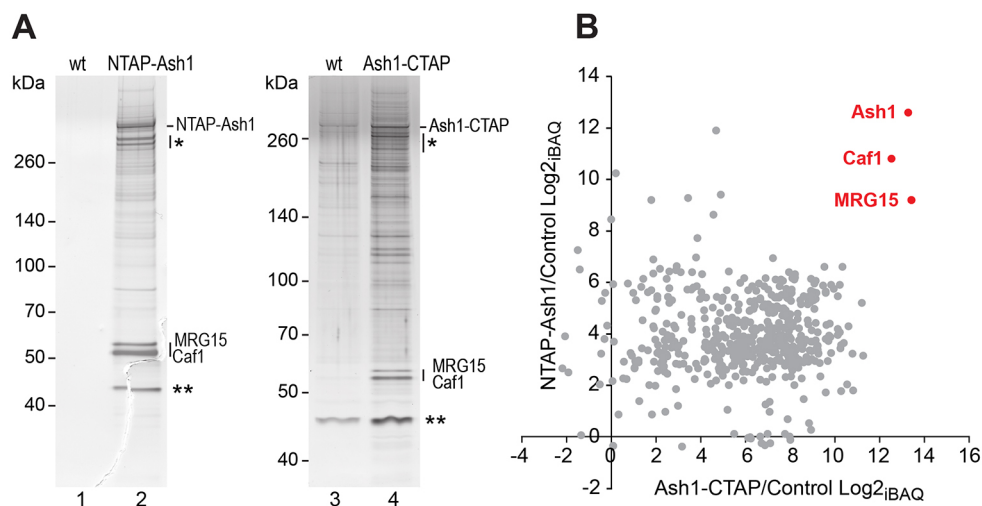 A
B
wt NTAP-Ash1
wt Ash1-CTAP
kDa
kDa
NTAP-Ash1
*
260
140
100
70
50
40
MRG15
Caf1
**
1 2
Ash1-CTAP
*
260
140
100
70
50
40
MRG15
Caf1
**
3 4
NTAP-Ash1/Control Log2iBAQ
14
12
10
8
6
4
2
0
-2
Ash1
Caf1
MRG15
-4 -2 0 2 4 6 8 10 12 14 16
Ash1-CTAP/Control Log2iBAQ